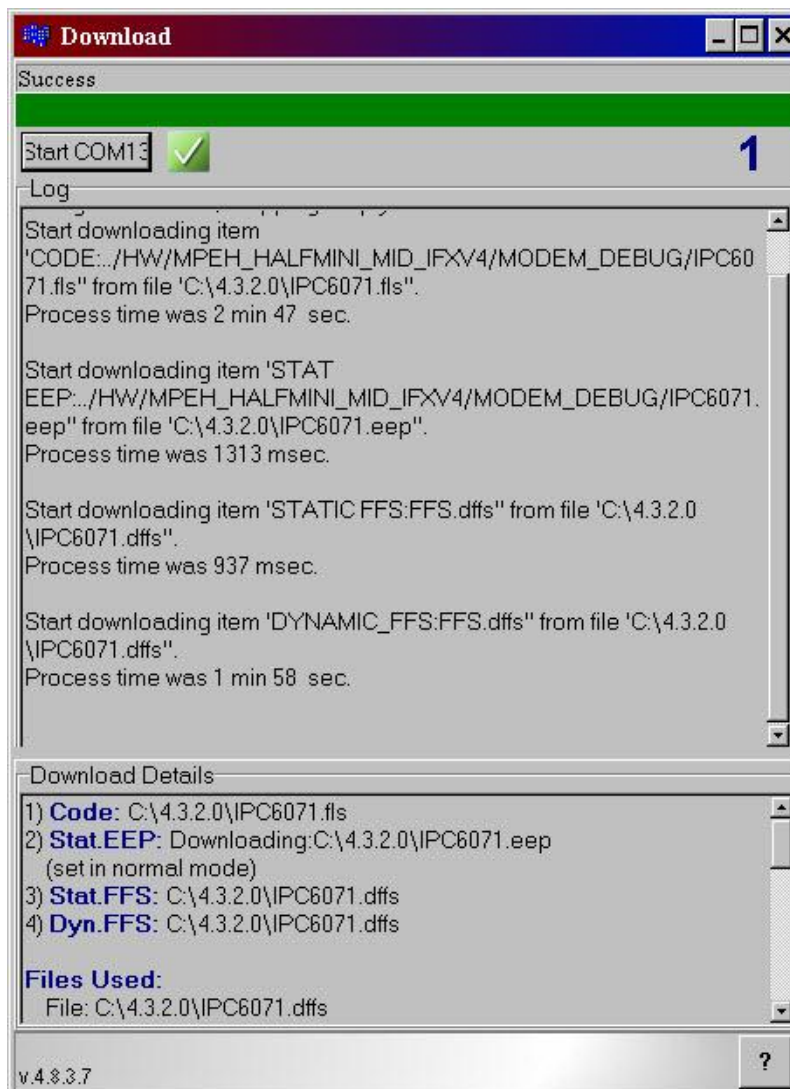 Download
Success
Start COM13
1
Log
Start downloading item
'CODE:../HW/MPEH_HALFMINI_MID_IFXV4/MODEM_DEBUG/IPC60
71.fls" from file 'C:\4.3.2.0\IPC6071.fls".
Process time was 2 min 47 sec.
Start downloading item 'STAT
EEP:../HW/MPEH_HALFMINI_MID_IFXV4/MODEM_DEBUG/IPC6071.
eep" from file 'C:\4.3.2.0\IPC6071.eep".
Process time was 1313 msec.
Start downloading item 'STATIC FFS:FFS.dffs" from file 'C:\4.3.2.0
\IPC6071.dffs".
Process time was 937 msec.
Start downloading item 'DYNAMIC_FFS:FFS.dffs" from file 'C:\4.3.2.0
\IPC6071.dffs".
Process time was 1 min 58 sec.
Download Details
1) Code: C:\4.3.2.0\IPC6071.fls
2) Stat.EEP: Downloading:C:\4.3.2.0\IPC6071.eep
(set in normal mode)
3) Stat.FFS: C:\4.3.2.0\IPC6071.dffs
4) Dyn.FFS: C:\4.3.2.0\IPC6071.dffs
Files Used:
File: C:\4.3.2.0\IPC6071.dffs
v.4.8.3.7
?